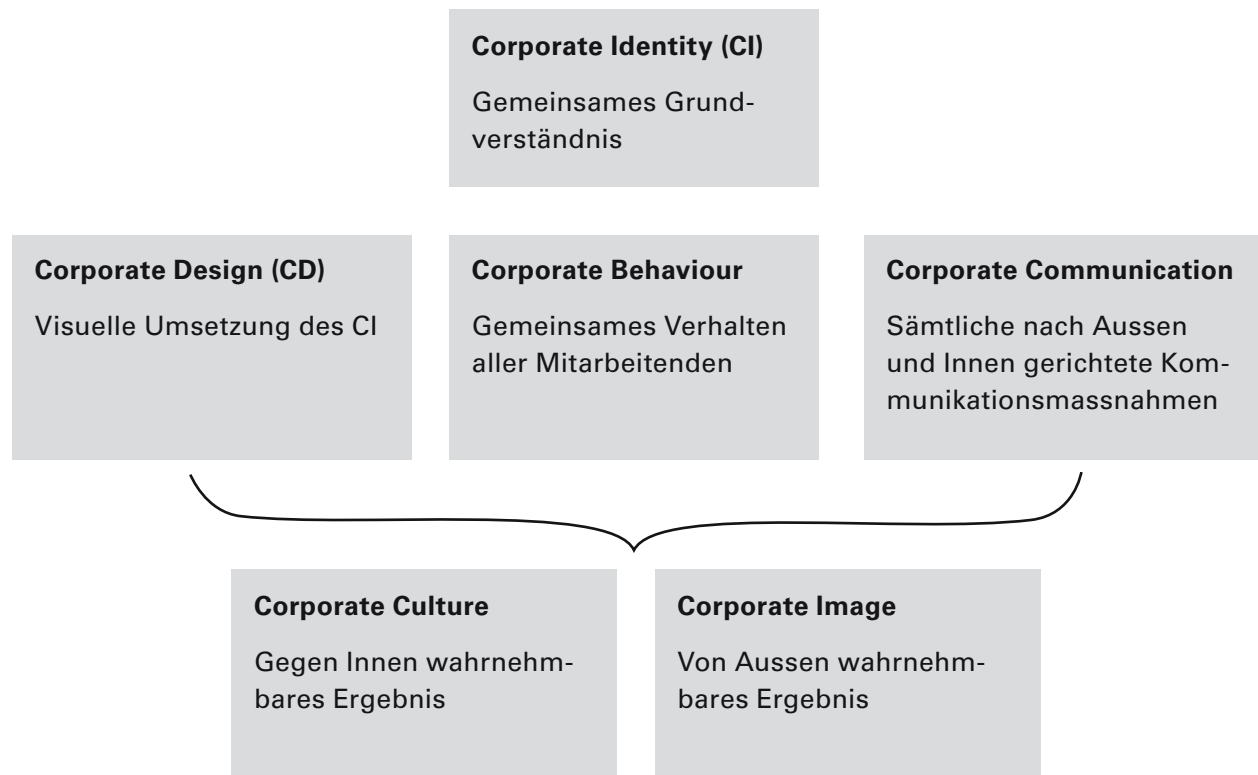 Corporate Identity (CI)
Gemeinsames Grund-
verständnis
Corporate Design (CD)
Visuelle Umsetzung des CI
Corporate Behaviour
Gemeinsames Verhalten
aller Mitarbeitenden
Corporate Communication
Sämtliche nach Aussen
und Innen gerichtete Kom-
munikationsmassnahmen
Corporate Culture
Gegen Innen wahrnehm-
bares Ergebnis
Corporate Image
Von Aussen wahrnehm-
bares Ergebnis